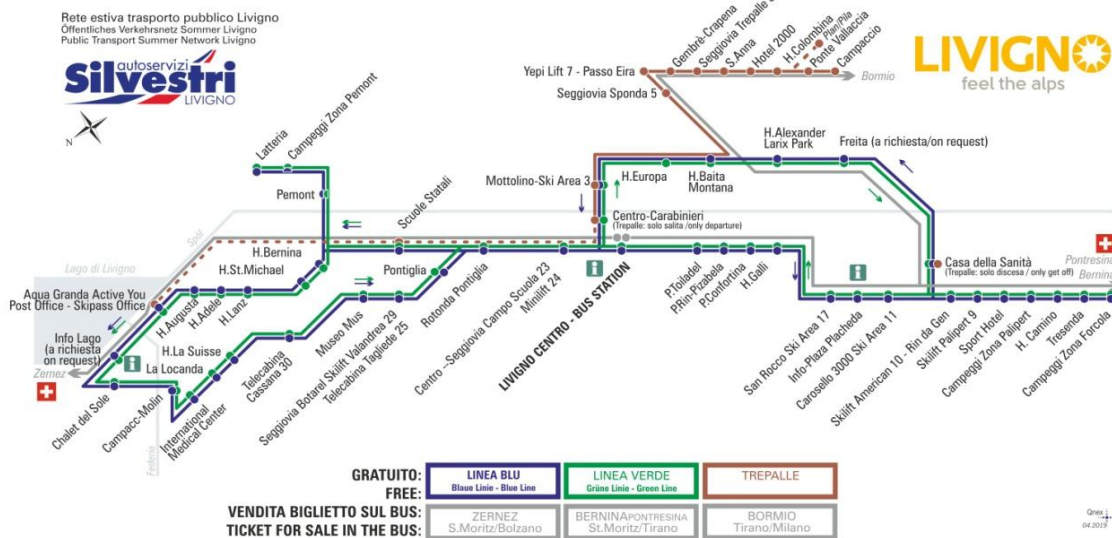 Rete estiva trasporto pubblico Livigno
Öffentliches Verkehrsnetz Sommer Livigno
Public Transport Summer Network Livigno
autoservizi
Silvestri
LIVIGNO
N
LIVIGNO
feel the alps
Gembrè-Crapena
Seggiovia Trepalle
S.Anna
Hotel 2000
H.Colombina
Plan/Pila
Ponte Vallaccia
Campaccio
Yepi Lift 7 - Passo Eira
Bormio
Seggiovia Sponda 5
Latteria
Campeggi Zona Pemont
Pemont
Scuole Statali
Mottolino-Ski Area 3
H.Europa
H.Baita
Montana
H.Alexander
Larix Park
Freita (a richiesta/on request)
Centro-Carabinieri
(Trepalle: solo salita /only departure)
Spöl
Lago di Livigno
H.Bernina
H.St.Michael
Pontiglia
Aqua Granda Active You
Post Office - Skipass Office
H.Augusta
H.Adele
H.Lanz
Info Lago
(a richiesta
on request)
Zernez
H.La Suisse
La Locanda
Chalet del Sole
Campacc-Molin
Federia
International
Medical Center
Telecabina
Cassana 30
Museo Mus
Seggiovia Botarel Skilift Valandrea 29
Telecabina Tagliede 25
Rotonda Pontiglia
Centro --Seggiovia Campo Scuola 23
Minilift 24
LIVIGNO CENTRO - BUS STATION
P.Toiladel
P.Rin-Pizabela
P.Confortina
H.Galli
Casa della Sanità
(Trepalle: solo discesa / only get off)
Pontresina
Bernina
San Rocco Ski Area 17
Info-Plaza Placheda
Carosello 3000 Ski Area 11
Skilift American 10 - Rin da Gen
Skilift Palipert 9
Sport Hotel
Campeggi Zona Palipert
H. Camino
Tresenda
Campeggi Zona Forcola
GRATUITO:
FREE:
LINEA BLU
Blaue Linie - Blue Line
LINEA VERDE
Grüne Linie - Green Line
TREPALLE
VENDITA BIGLIETTO SUL BUS:
TICKET FOR SALE IN THE BUS:
ZERNEZ
S.Moritz/Bolzano
BERNINA PONTRESINA
St.Moritz/Tirano
BORMIO
Tirano/Milano
Qnex
04.2019